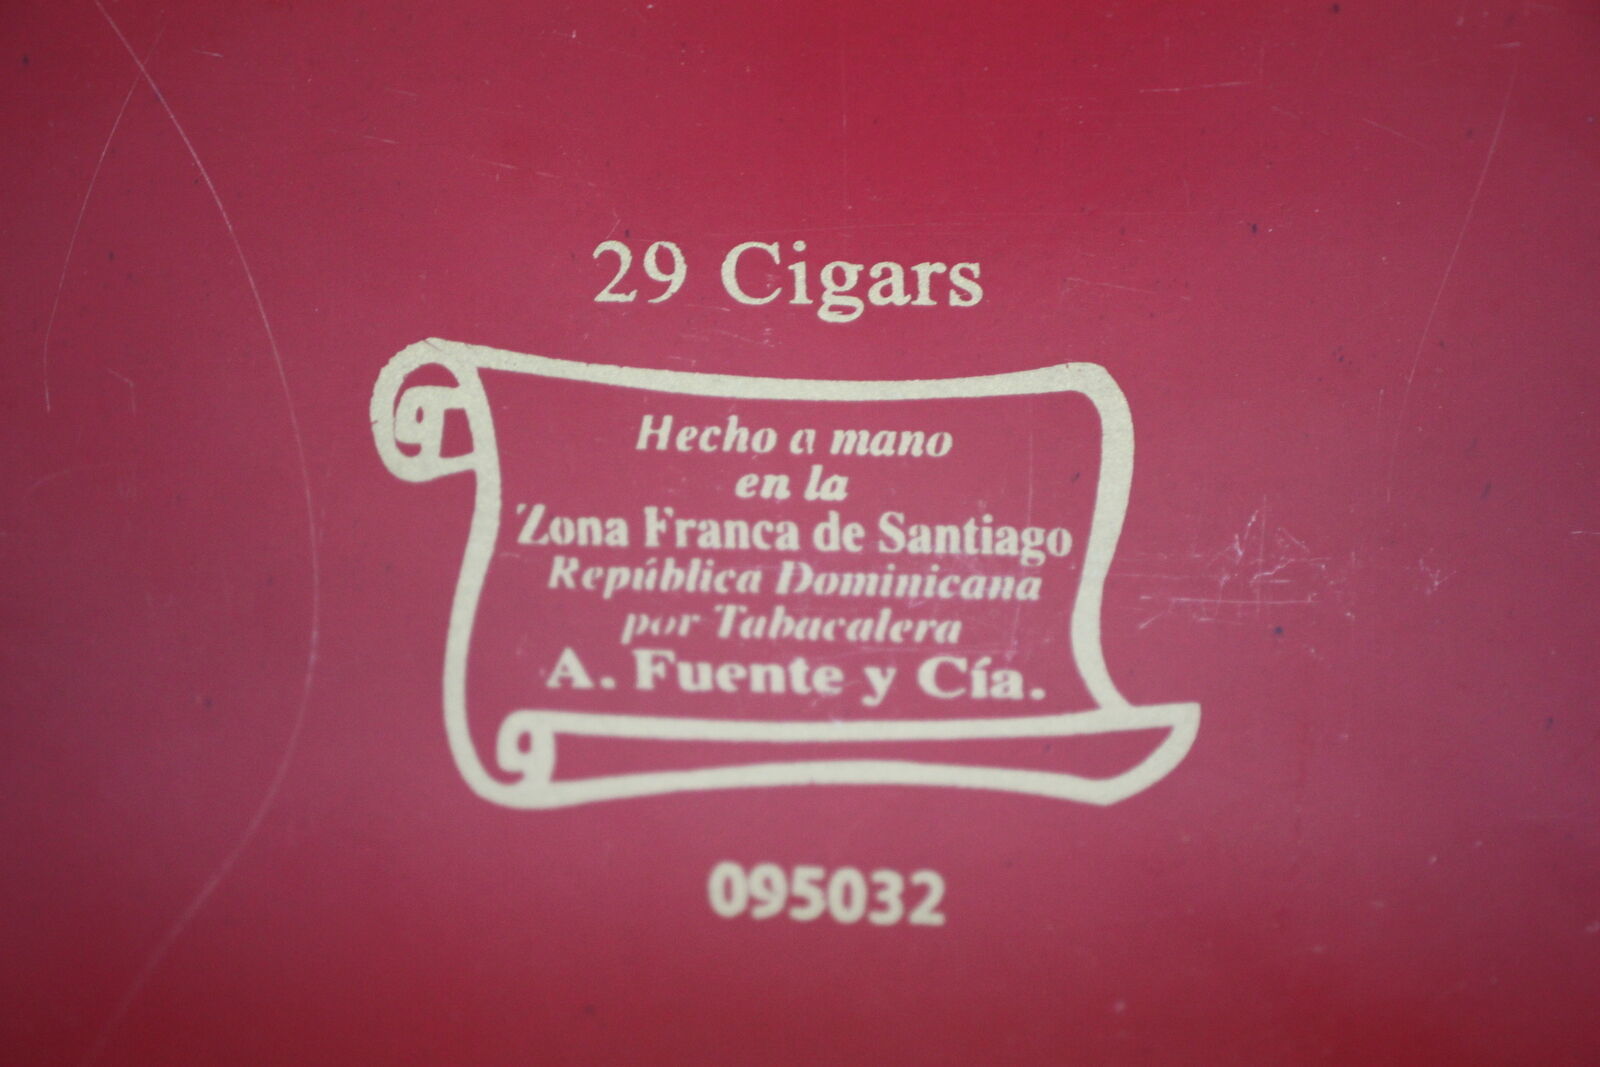 29 Cigars
Hecho a mano
en la
Zona Franca de Santiago
República Dominicana
por Tabacalera
A. Fuente y Cía.
095032